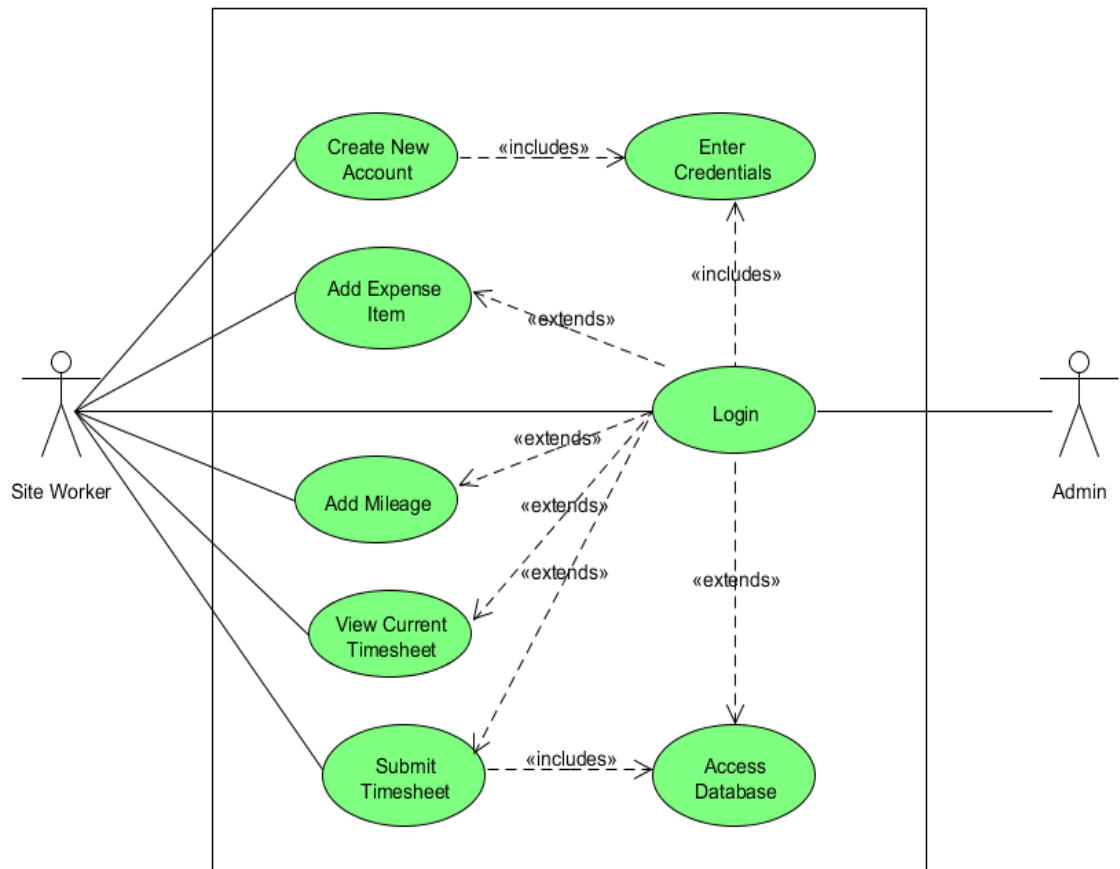 Create New
Account
«includes»
Enter
Credentials
Add Expense
Item
«extends»
«includes»
Site Worker
Login
Admin
«extends»
Add Mileage
«extends»
«extends»
«extends»
View Current
Timesheet
Submit
Timesheet
«includes»
Access
Database